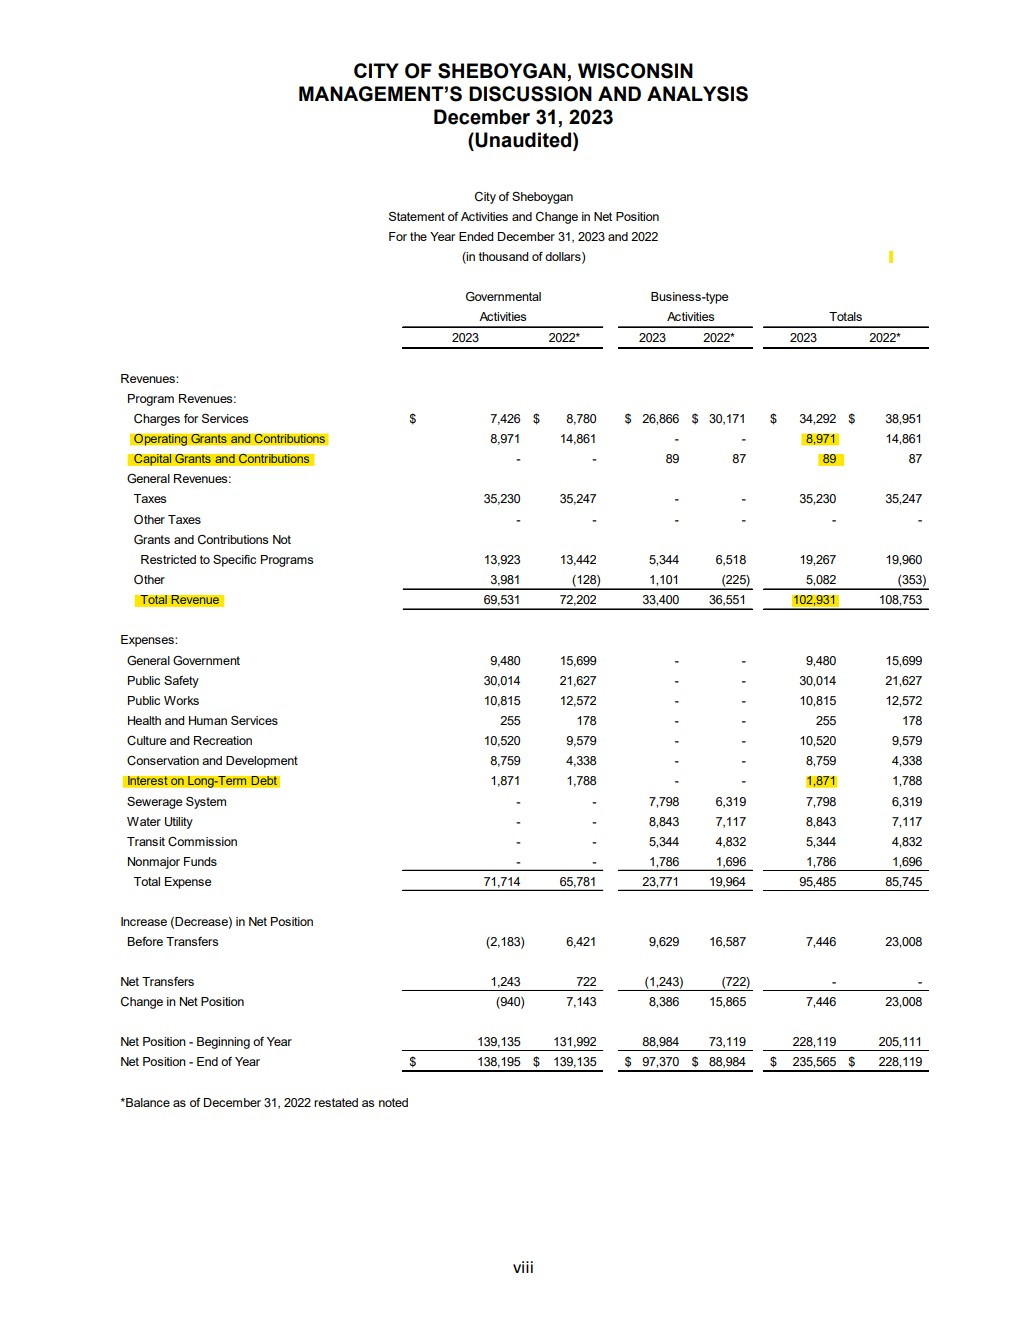 CITY OF SHEBOYGAN, WISCONSIN
MANAGEMENT'S DISCUSSION AND ANALYSIS
December 31, 2023
(Unaudited)
City of Sheboygan
Statement of Activities and Change in Net Position
For the Year Ended December 31, 2023 and 2022
(in thousand of dollars)
Governmental Business-type
Activities Activities Totals
2023 2022* 2023 2022* 2023 2022*
Revenues:
Program Revenues:
Charges for Services $ 7,426 $ 8,780 $ 26,866 $ 30,171 $ 34,292 $ 38,951
Operating Grants and Contributions 8,971 14,861 - - 8,971 14,861
Capital Grants and Contributions - - 89 87 89 87
General Revenues:
Taxes 35,230 35,247 - - 35,230 35,247
Other Taxes - - - - - -
Grants and Contributions Not
Restricted to Specific Programs 13,923 13,442 5,344 6,518 19,267 19,960
Other 3,981 (128) 1,101 (225) 5,082 (353)
Total Revenue 69,531 72,202 33,400 36,551 102,931 108,753
Expenses:
General Government 9,480 15,699 - - 9,480 15,699
Public Safety 30,014 21,627 - - 30,014 21,627
Public Works 10,815 12,572 - - 10,815 12,572
Health and Human Services 255 178 - - 255 178
Culture and Recreation 10,520 9,579 - - 10,520 9,579
Conservation and Development 8,759 4,338 - - 8,759 4,338
Interest on Long-Term Debt 1,871 1,788 - - 1,871 1,788
Sewerage System - - 7,798 6,319 7,798 6,319
Water Utility - - 8,843 7,117 8,843 7,117
Transit Commission - - 5,344 4,832 5,344 4,832
Nonmajor Funds - - 1,786 1,696 1,786 1,696
Total Expense 71,714 65,781 23,771 19,964 95,485 85,745
Increase (Decrease) in Net Position
Before Transfers (2,183) 6,421 9,629 16,587 7,446 23,008
Net Transfers 1,243 722 (1,243) (722) - -
Change in Net Position (940) 7,143 8,386 15,865 7,446 23,008
Net Position - Beginning of Year 139,135 131,992 88,984 73,119 228,119 205,111
Net Position - End of Year $ 138,195 $ 139,135 $ 97,370 $ 88,984 $ 235,565 $ 228,119
*Balance as of December 31, 2022 restated as noted
viii